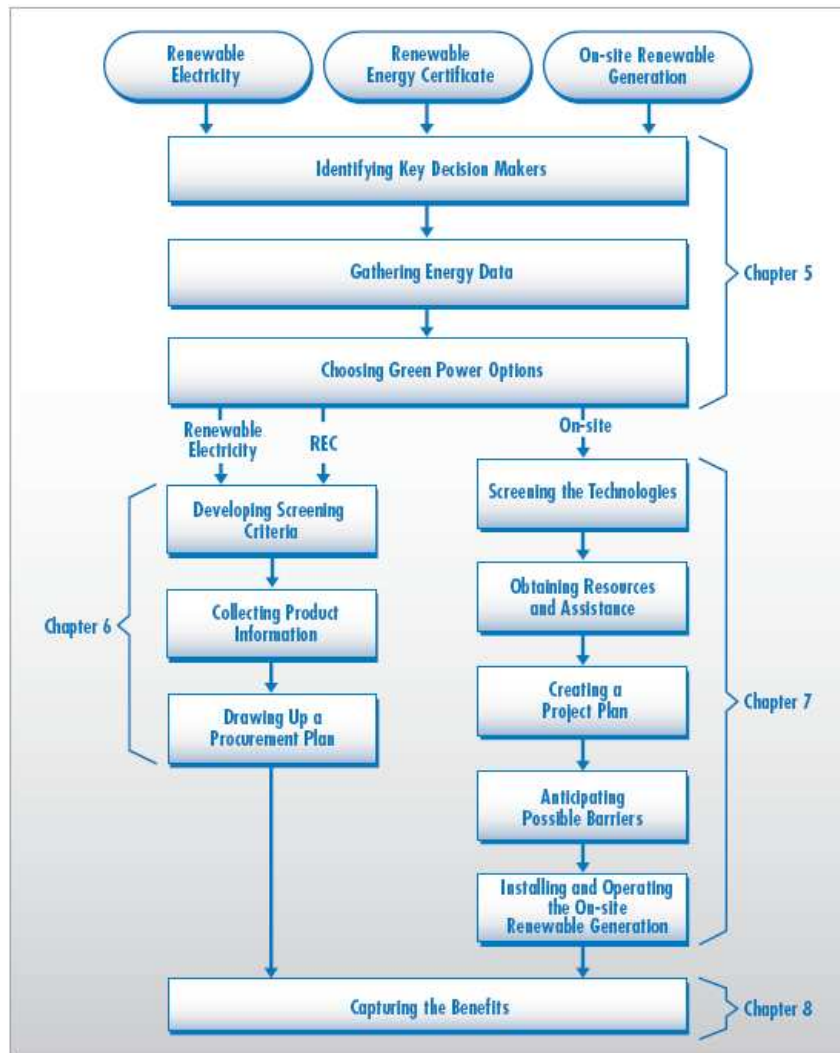 Renewable
Electricity
Renewable
Energy Certificate
On-site Renewable
Generation
Identifying Key Decision Makers
Gathering Energy Data
Chapter 5
Choosing Green Power Options
Renewable
Electricity
REC
On-site
Developing Screening
Criteria
Collecting Product
Information
Chapter 6
Drawing Up a
Procurement Plan
Screening the Technologies
Obtaining Resources
and Assistance
Creating a
Project Plan
Chapter 7
Anticipating
Possible Barriers
Installing and Operating
the On-site
Renewable Generation
Capturing the Benefits
Chapter 8